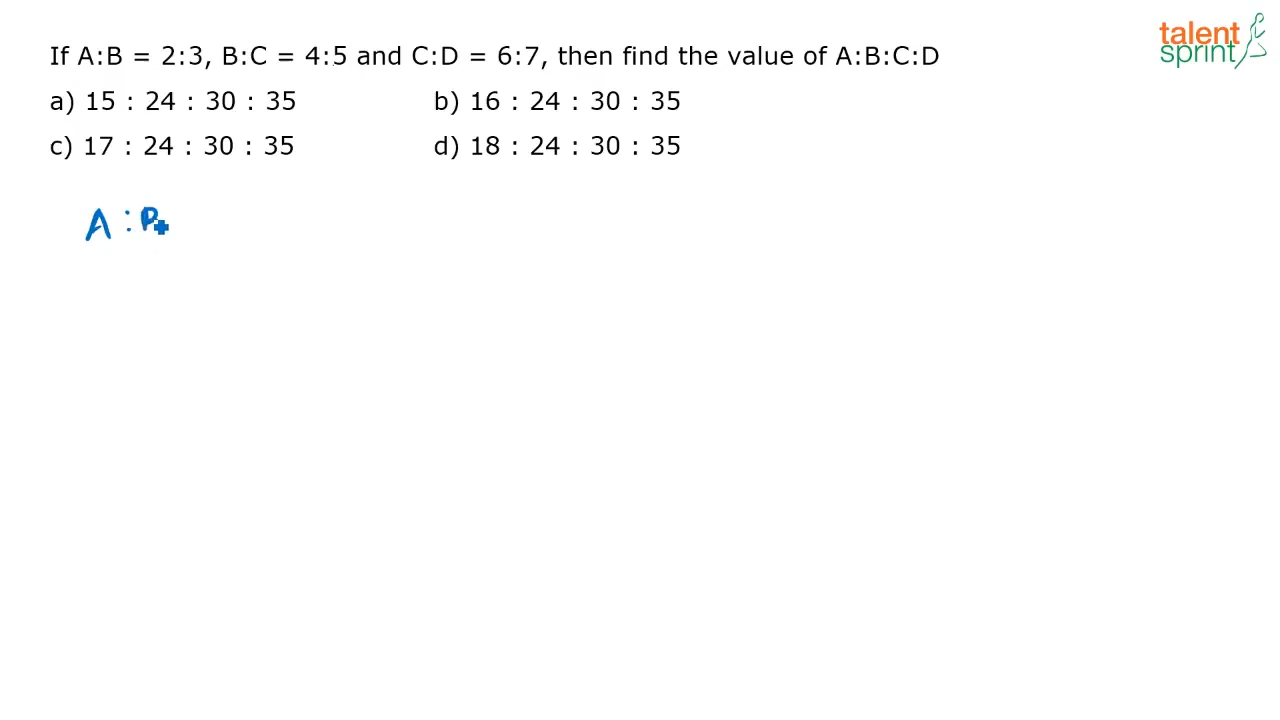 talent
sprint
If A:B = 2:3, B:C = 4:5 and C:D = 6:7, then find the value of A:B:C:D
a) 15 : 24 : 30 : 35 b) 16 : 24 : 30 : 35
c) 17 : 24 : 30 : 35 d) 18 : 24 : 30 : 35
A :